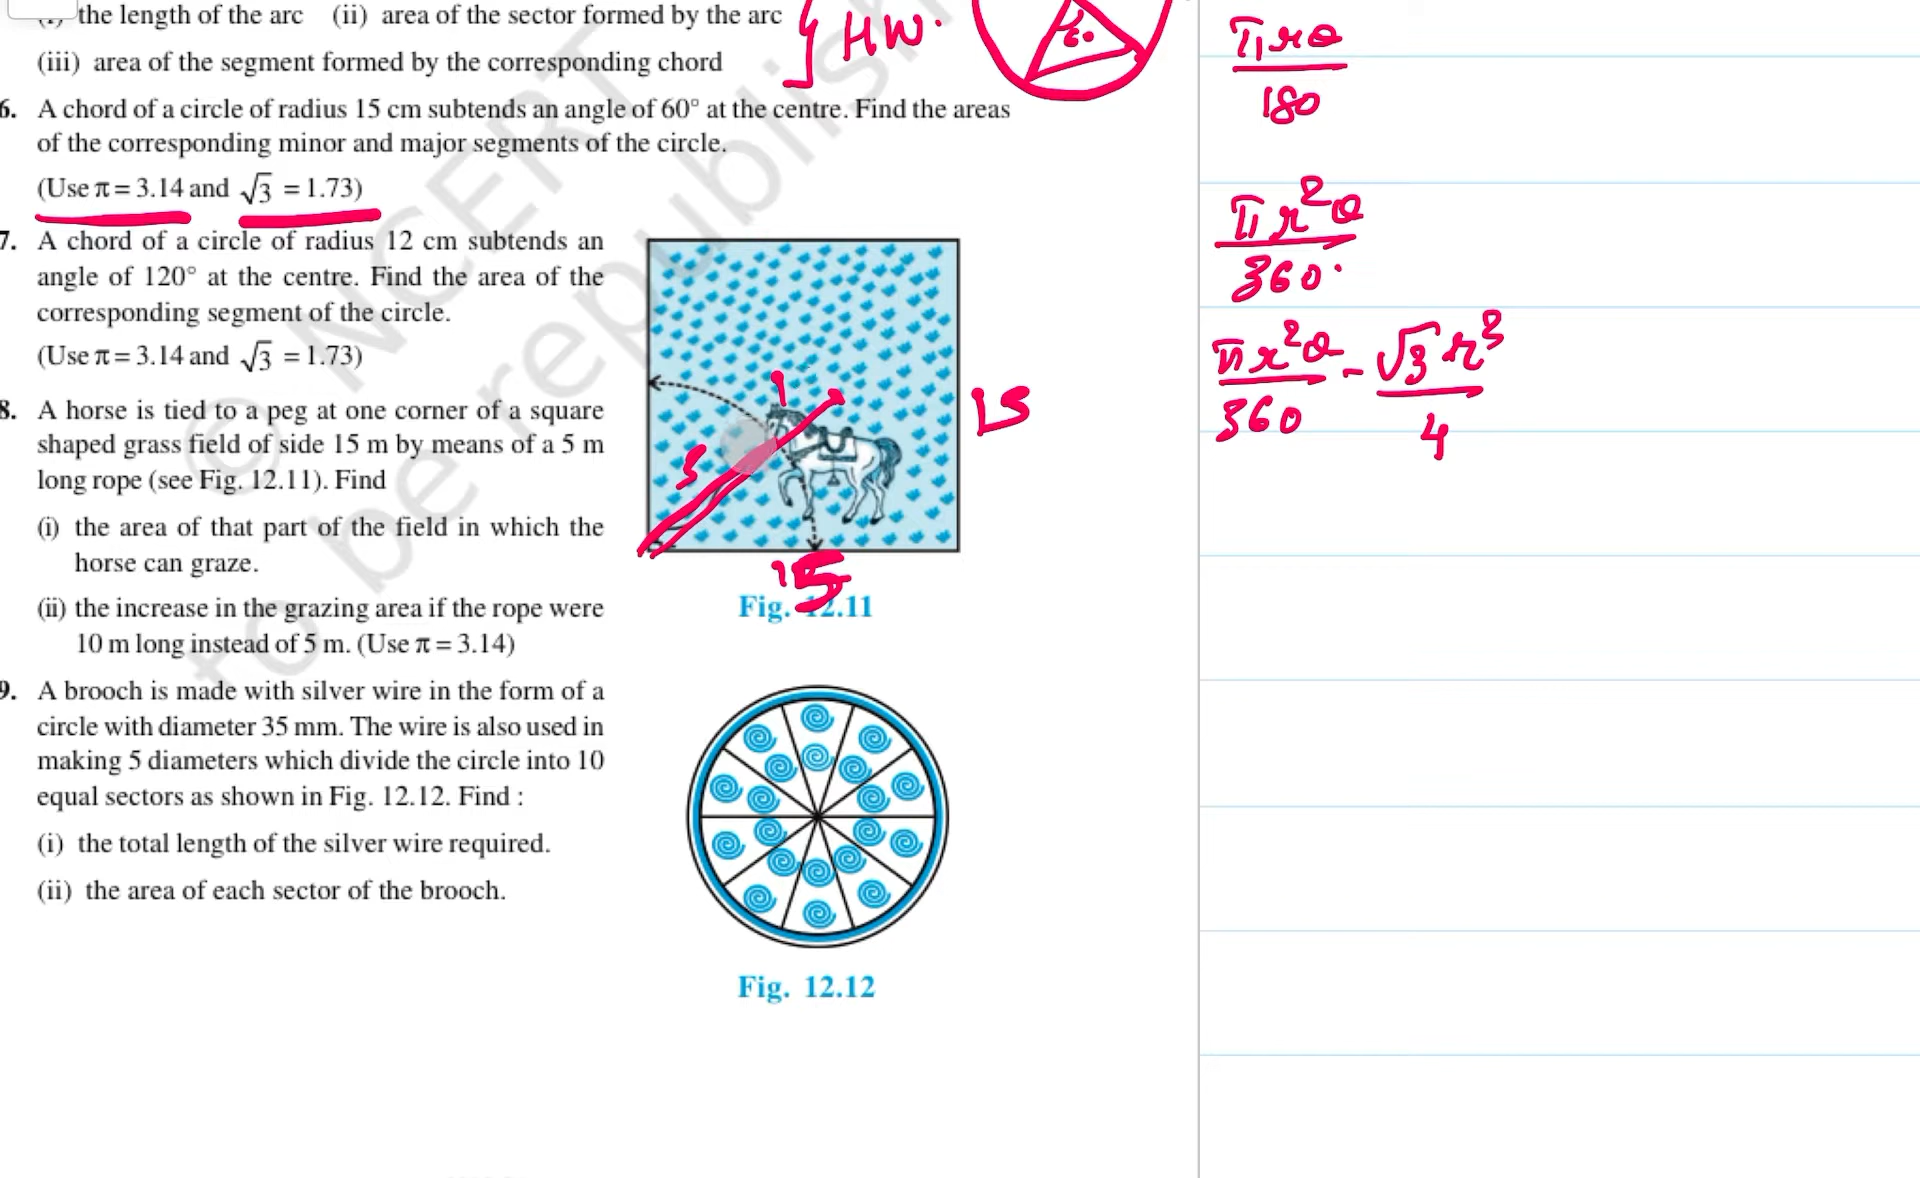 the length of the arc (ii) area of the sector formed by the arc
(iii) area of the segment formed by the corresponding chord
HW.
60
6. A chord of a circle of radius 15 cm subtends an angle of 60° at the centre. Find the areas
of the corresponding minor and major segments of the circle.
(Use π = 3.14 and √3 = 1.73)
7. A chord of a circle of radius 12 cm subtends an
angle of 120° at the centre. Find the area of the
corresponding segment of the circle.
(Use π = 3.14 and √3 = 1.73)
8. A horse is tied to a peg at one corner of a square
shaped grass field of side 15 m by means of a 5 m
long rope (see Fig. 12.11). Find
(i) the area of that part of the field in which the
horse can graze.
(ii) the increase in the grazing area if the rope were
10 m long instead of 5 m. (Use π = 3.14)
5
15
15
Fig. 12.11
9. A brooch is made with silver wire in the form of a
circle with diameter 35 mm. The wire is also used in
making 5 diameters which divide the circle into 10
equal sectors as shown in Fig. 12.12. Find :
(i) the total length of the silver wire required.
(ii) the area of each sector of the brooch.
Fig. 12.12
πrθ
180
πr²θ
360
πr²θ - √3 r²
360 4
© NCERT
to be republish